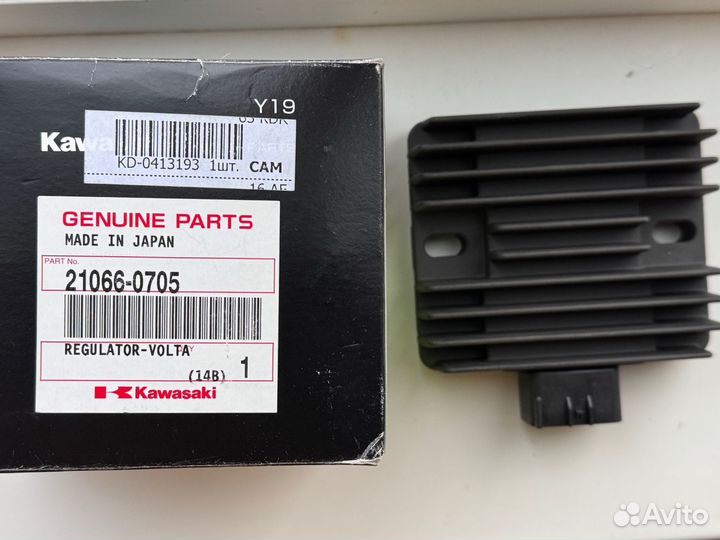 Y19
Kawa
KD-0413193 1шт. CAM
GENUINE PARTS
MADE IN JAPAN
PART No.
21066-0705
REGULATOR-VOLTA
(14B) 1
Kawasaki
Avito